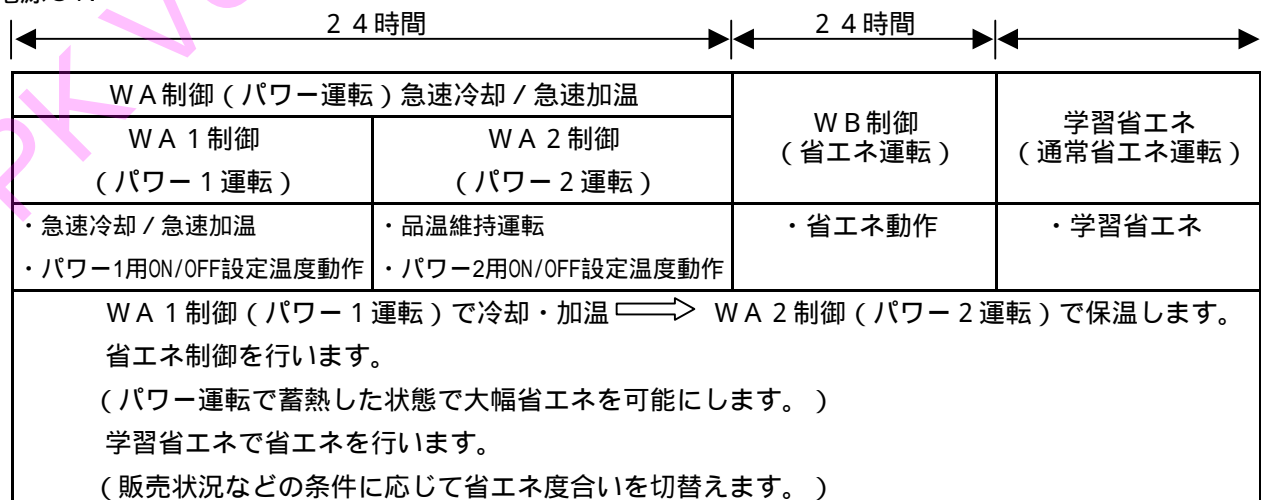 ２４時間 ２４時間
ＷＡ制御（パワー運転）急速冷却／急速加温
ＷＡ１制御
（パワー１運転）
ＷＡ２制御
（パワー２運転）
ＷＢ制御
（省エネ運転）
学習省エネ
（通常省エネ運転）
・急速冷却／急速加温
・パワー1用ON/OFF設定温度動作
・品温維持運転
・パワー2用ON/OFF設定温度動作
・省エネ動作
・学習省エネ
ＷＡ１制御（パワー１運転）で冷却・加温 ⇨ ＷＡ２制御（パワー２運転）で保温します。
省エネ制御を行います。
（パワー運転で蓄熱した状態で大幅省エネを可能にします。）
学習省エネで省エネを行います。
（販売状況などの条件に応じて省エネ度合いを切替えます。）